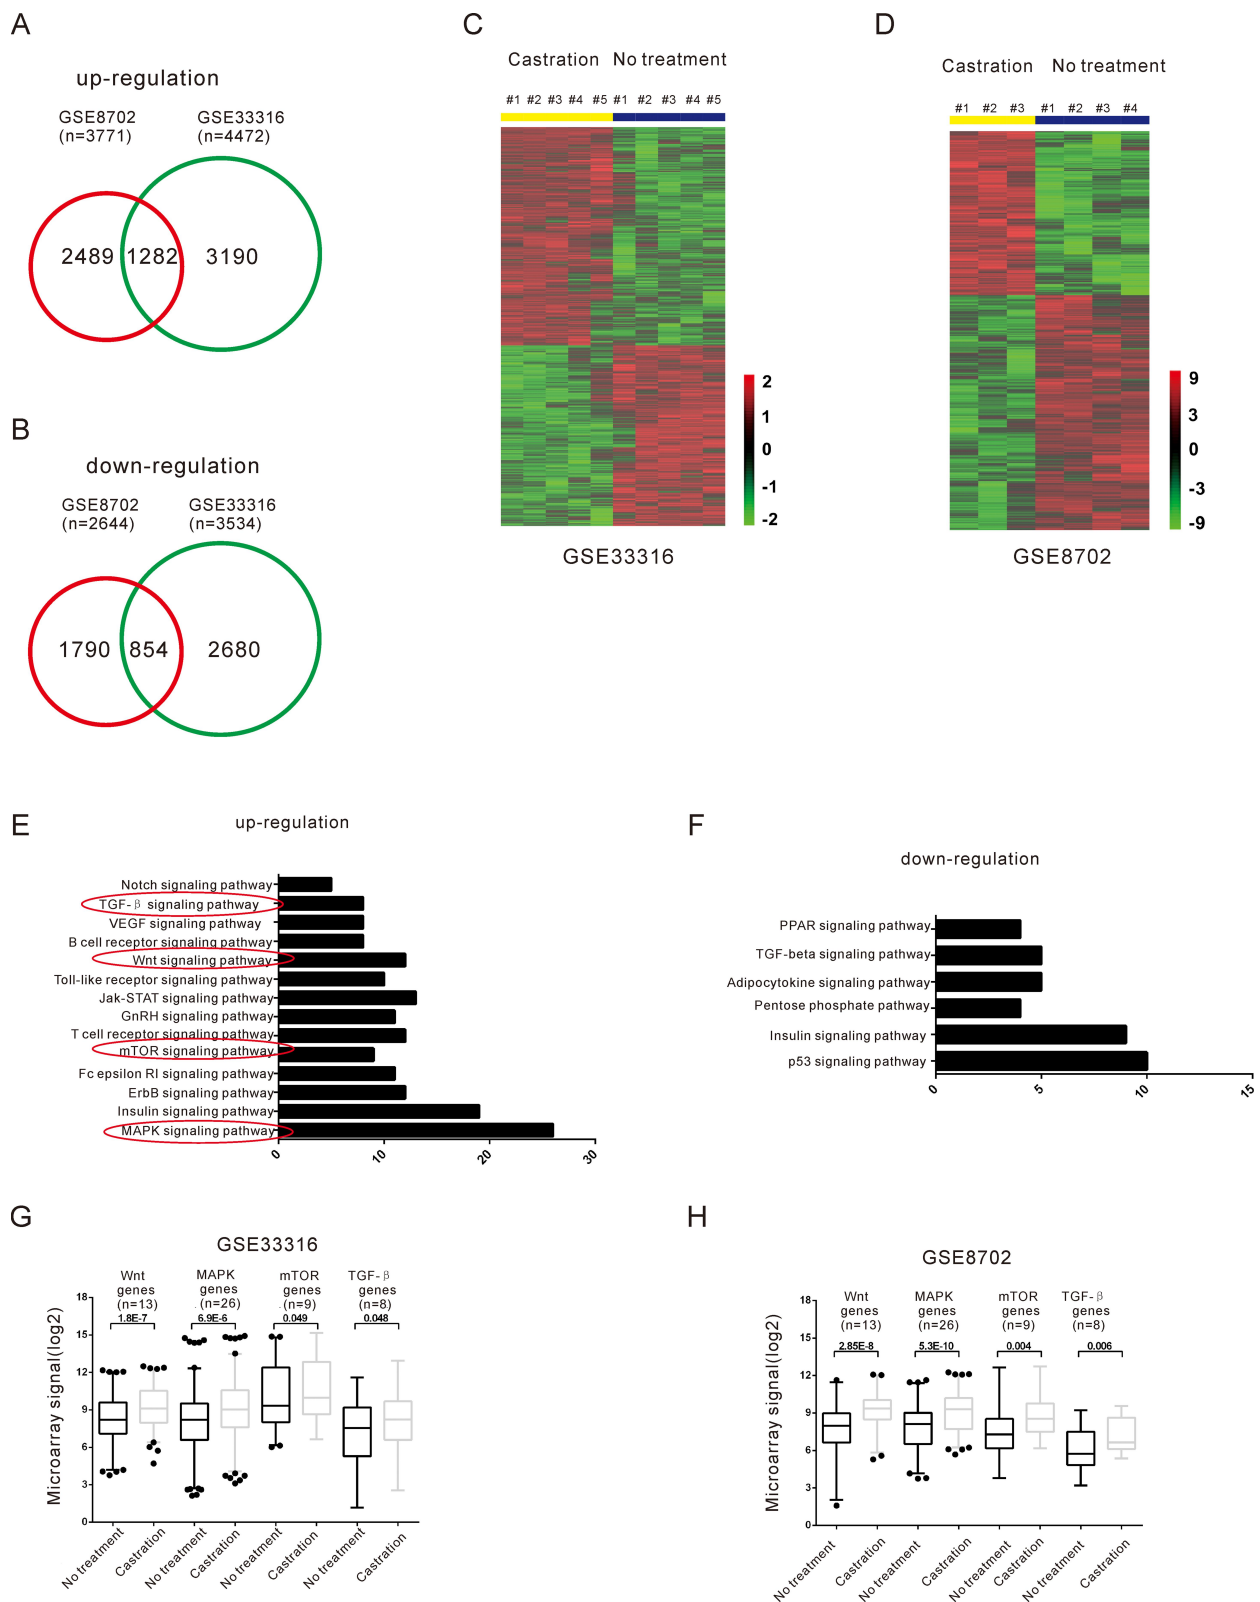 A
up-regulation
GSE8702
(n=3771)
GSE33316
(n=4472)
2489
1282
3190
B
down-regulation
GSE8702
(n=2644)
GSE33316
(n=3534)
1790
854
2680
C
Castration No treatment
#1 #2 #3 #4 #5 #1 #2 #3 #4 #5
2
1
0
-1
-2
GSE33316
D
Castration No treatment
#1 #2 #3 #1 #2 #3 #4
9
3
0
-3
-9
GSE8702
E
up-regulation
Notch signaling pathway
TGF-β signaling pathway
VEGF signaling pathway
B cell receptor signaling pathway
Wnt signaling pathway
Toll-like receptor signaling pathway
Jak-STAT signaling pathway
GnRH signaling pathway
T cell receptor signaling pathway
mTOR signaling pathway
Fc epsilon RI signaling pathway
ErbB signaling pathway
Insulin signaling pathway
MAPK signaling pathway
0 10 20 30
F
down-regulation
PPAR signaling pathway
TGF-beta signaling pathway
Adipocytokine signaling pathway
Pentose phosphate pathway
Insulin signaling pathway
p53 signaling pathway
0 5 10 15
G
GSE33316
Wnt genes (n=13)
MAPK genes (n=26)
mTOR genes (n=9)
TGF-β genes (n=8)
1.8E-7 6.9E-6 0.049 0.048
Microarray signal(log2)
18
15
12
9
6
3
0
No treatment
Castration
No treatment
Castration
No treatment
Castration
No treatment
Castration
H
GSE8702
Wnt genes (n=13)
MAPK genes (n=26)
mTOR genes (n=9)
TGF-β genes (n=8)
2.85E-8 5.3E-10 0.004 0.006
Microarray signal(log2)
18
15
12
9
6
3
0
No treatment
Castration
No treatment
Castration
No treatment
Castration
No treatment
Castration